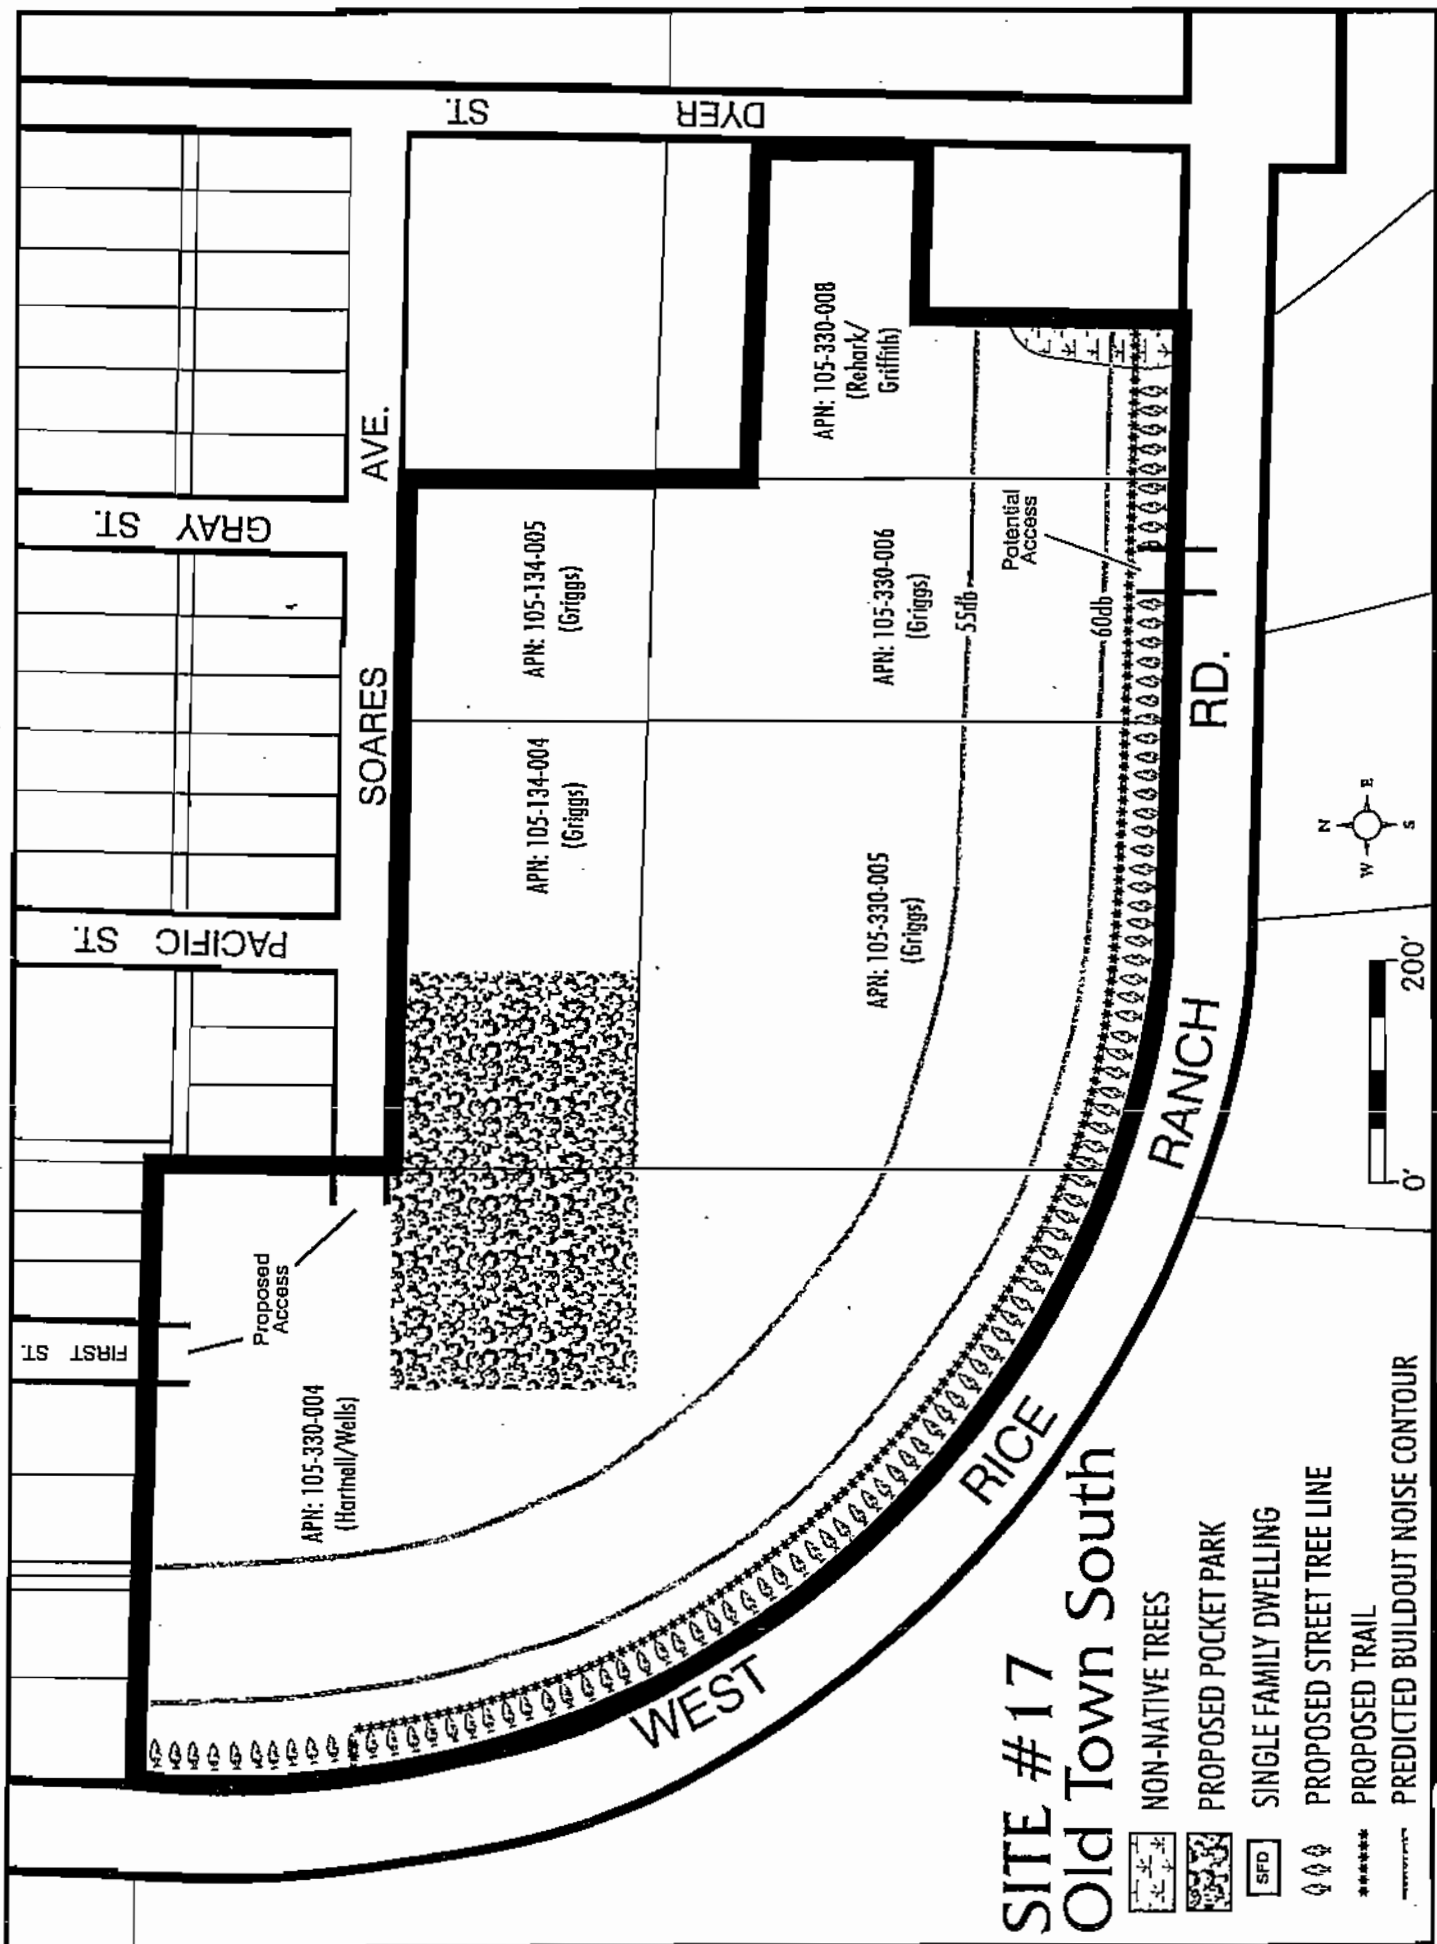 DYER ST.
SOARES AVE.
GRAY ST.
PACIFIC ST.
FIRST ST.
Proposed
Access
APN: 105-330-004
(Hartnell/Wells)
APN: 105-134-004
(Griggs)
APN: 105-134-005
(Griggs)
APN: 105-330-005
(Griggs)
APN: 105-330-006
(Griggs)
APN: 105-330-008
(Rehark/
Griffith)
55db
60db
Potential
Access
WEST RICE RANCH RD.
N
W E
S
0' 200'
SITE #17
Old Town South
NON-NATIVE TREES
PROPOSED POCKET PARK
SFD SINGLE FAMILY DWELLING
PROPOSED STREET TREE LINE
PROPOSED TRAIL
PREDICTED BUILDOUT NOISE CONTOUR